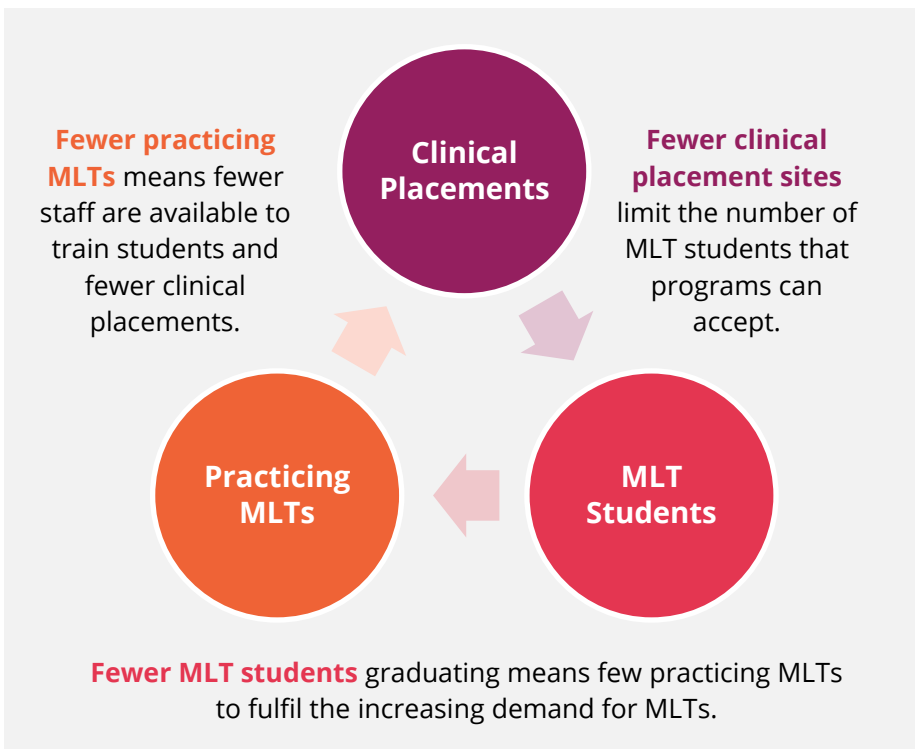 Clinical
Placements
Fewer clinical
placement sites
limit the number of
MLT students that
programs can
accept.
MLT
Students
Fewer MLT students graduating means few practicing MLTs
to fulfil the increasing demand for MLTs.
Practicing
MLTs
Fewer practicing
MLTs means fewer
staff are available to
train students and
fewer clinical
placements.